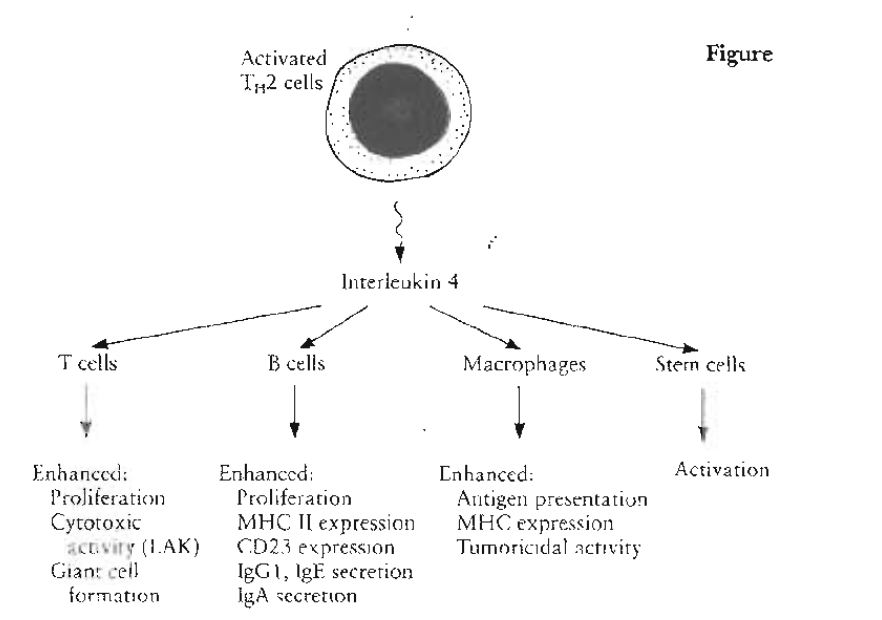 Activated
TH2 cells
Figure
Interleukin 4
T cells
B cells
Macrophages
Stem cells
Enhanced:
Proliferation
Cytotoxic
activity (LAK)
Giant cell
formation
Enhanced:
Proliferation
MHC II expression
CD23 expression
IgG1, IgE secretion
IgA secretion
Enhanced:
Antigen presentation
MHC expression
Tumoricidal activity
Activation